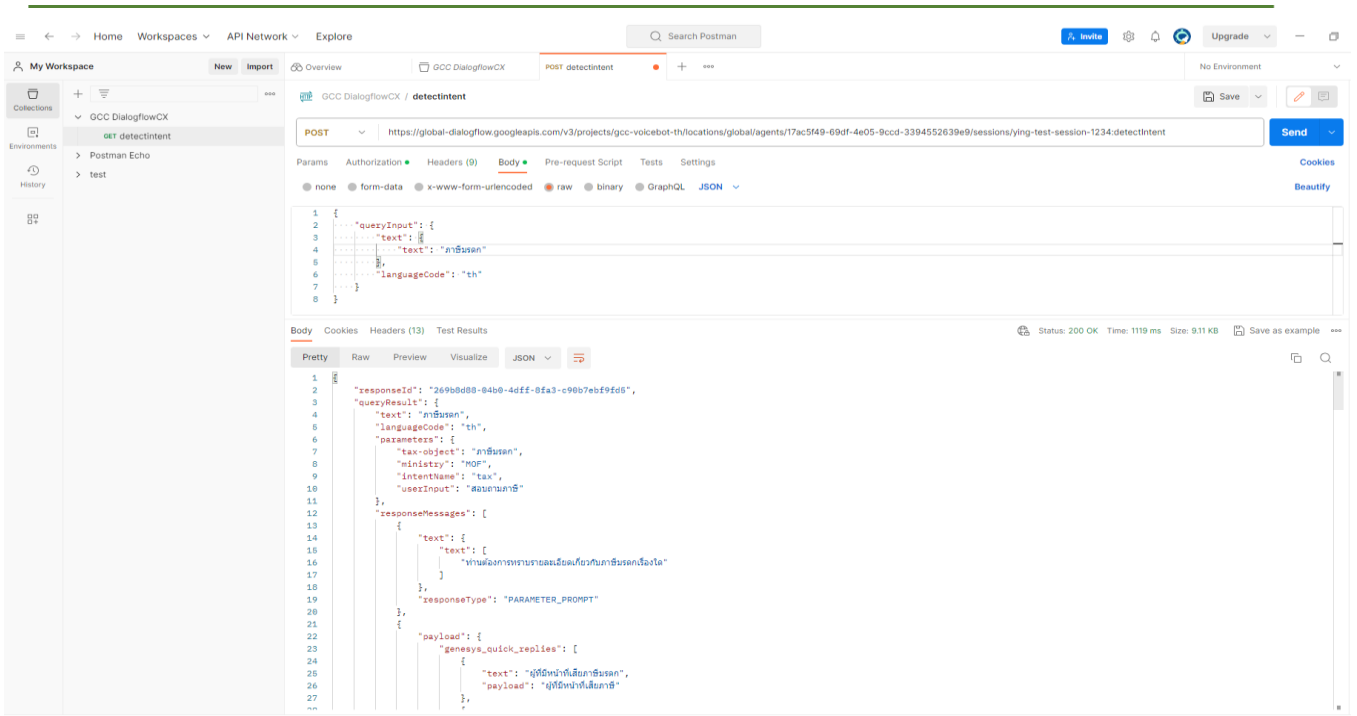 Home Workspaces API Network Explore Search Postman Invite Upgrade
My Workspace New Import Overview GCC DialogflowCX POST detectintent No Environment
Collections
Environments
History
GCC DialogflowCX
GET detectintent
Postman Echo
test
GCC DialogflowCX / detectintent Save
POST https://global-dialogflow.googleapis.com/v3/projects/gcc-voicebot-th/locations/global/agents/17ac5f49-69df-4e05-9ccd-3394552639e9/sessions/ying-test-session-1234:detectIntent Send
Params Authorization Headers (9) Body Pre-request Script Tests Settings Cookies
none form-data x-www-form-urlencoded raw binary GraphQL JSON Beautify
1 {
2 "queryInput": {
3 "text": {
4 "text": "ภาษีมรดก"
5 },
6 "languageCode": "th"
7 }
8 }
Body Cookies Headers (13) Test Results Status: 200 OK Time: 1119 ms Size: 9.11 KB Save as example
Pretty Raw Preview Visualize JSON
1 {
2 "responseId": "269b8d88-04b0-4dff-8fa3-c90b7ebf9fd5",
3 "queryResult": {
4 "text": "ภาษีมรดก",
5 "languageCode": "th",
6 "parameters": {
7 "tax-object": "ภาษีมรดก",
8 "ministry": "MOF",
9 "intentName": "tax",
10 "userInput": "สอบถามภาษี"
11 },
12 "responseMessages": [
13 {
14 "text": {
15 "text": [
16 "ท่านต้องการทราบรายละเอียดเกี่ยวกับภาษีมรดกเรื่องใด"
17 ]
18 },
19 "responseType": "PARAMETER_PROMPT"
20 },
21 {
22 "payload": {
23 "genesys_quick_replies": [
24 {
25 "text": "ผู้ที่มีหน้าที่เสียภาษีมรดก",
26 "payload": "ผู้ที่มีหน้าที่เสียภาษี"
27 },